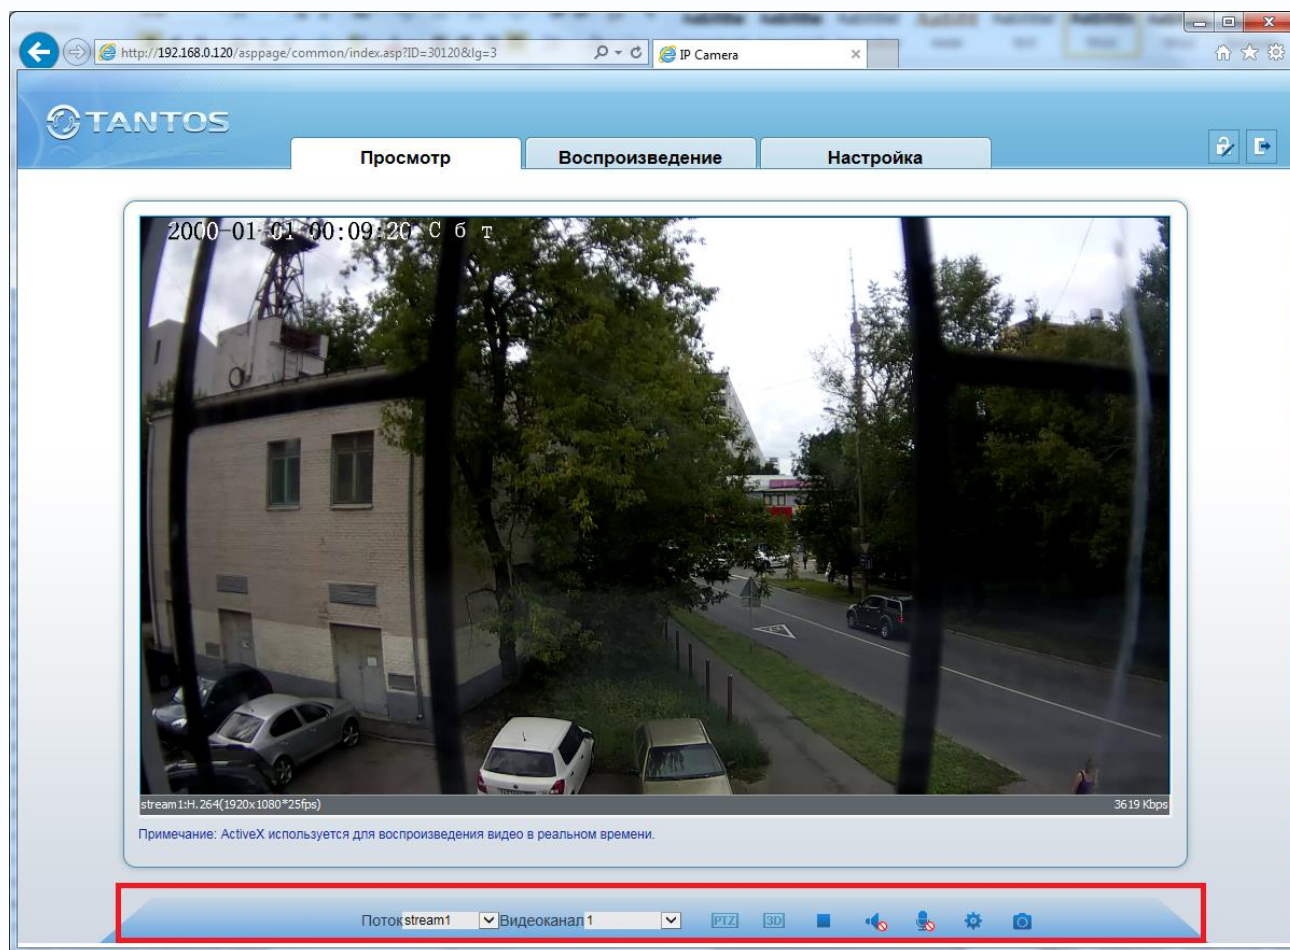 http://192.168.0.120/asppage/common/index.asp?ID=30120&lg=3
IP Camera
TANTOS
Просмотр
Воспроизведение
Настройка
2000-01-01 00:09:20 Сбт
stream1:H.264(1920x1080*25fps)
3619 Kbps
Примечание: ActiveX используется для воспроизведения видео в реальном времени.
Поток stream1 Видеоканал 1 PTZ 3D